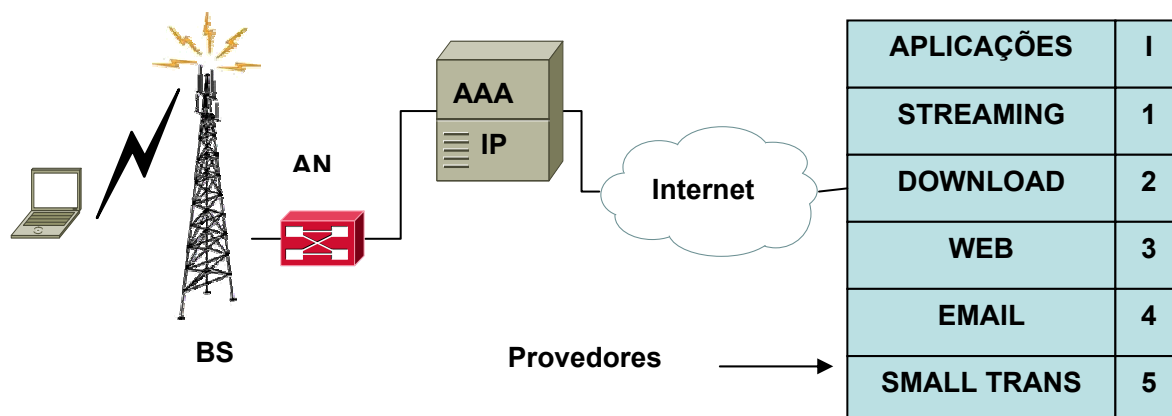 AAA
IP
AN
BS
Internet
Provedores
APLICAÇÕES I
STREAMING 1
DOWNLOAD 2
WEB 3
EMAIL 4
SMALL TRANS 5